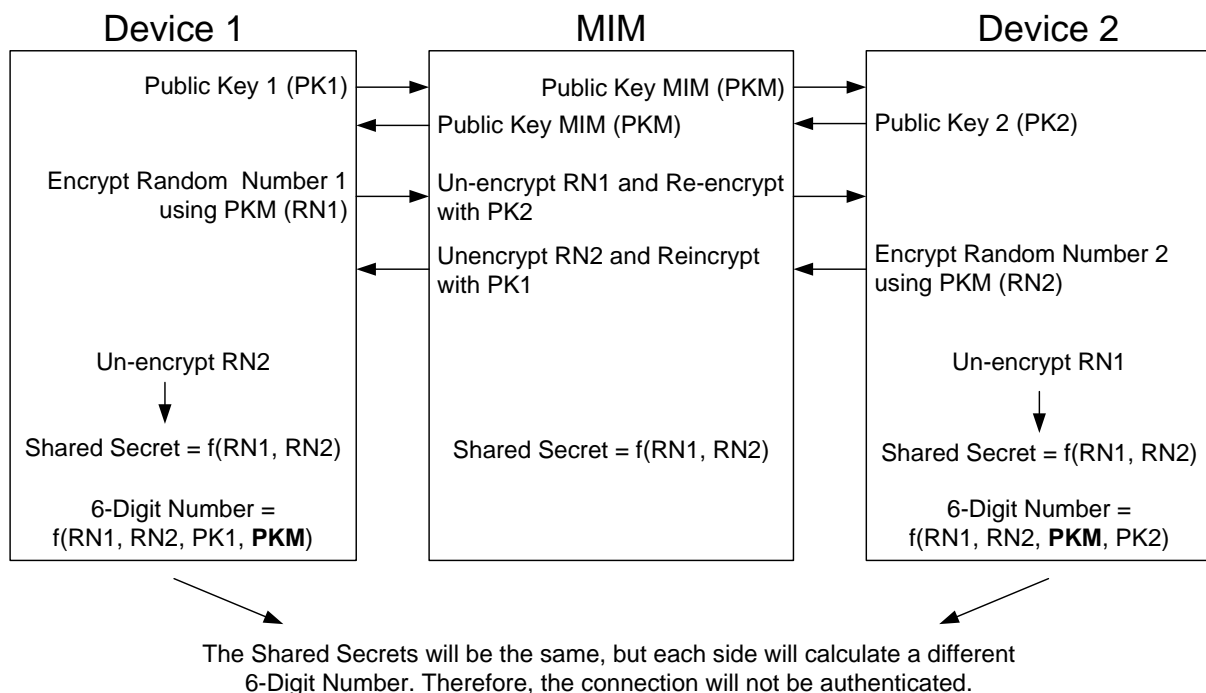 Device 1
MIM
Device 2
Public Key 1 (PK1)
Public Key MIM (PKM)
Public Key MIM (PKM)
Public Key 2 (PK2)
Encrypt Random Number 1
using PKM (RN1)
Un-encrypt RN1 and Re-encrypt
with PK2
Unencrypt RN2 and Reincrypt
with PK1
Encrypt Random Number 2
using PKM (RN2)
Un-encrypt RN2
Un-encrypt RN1
Shared Secret = f(RN1, RN2)
Shared Secret = f(RN1, RN2)
Shared Secret = f(RN1, RN2)
6-Digit Number =
f(RN1, RN2, PK1, PKM)
6-Digit Number =
f(RN1, RN2, PKM, PK2)
The Shared Secrets will be the same, but each side will calculate a different
6-Digit Number. Therefore, the connection will not be authenticated.